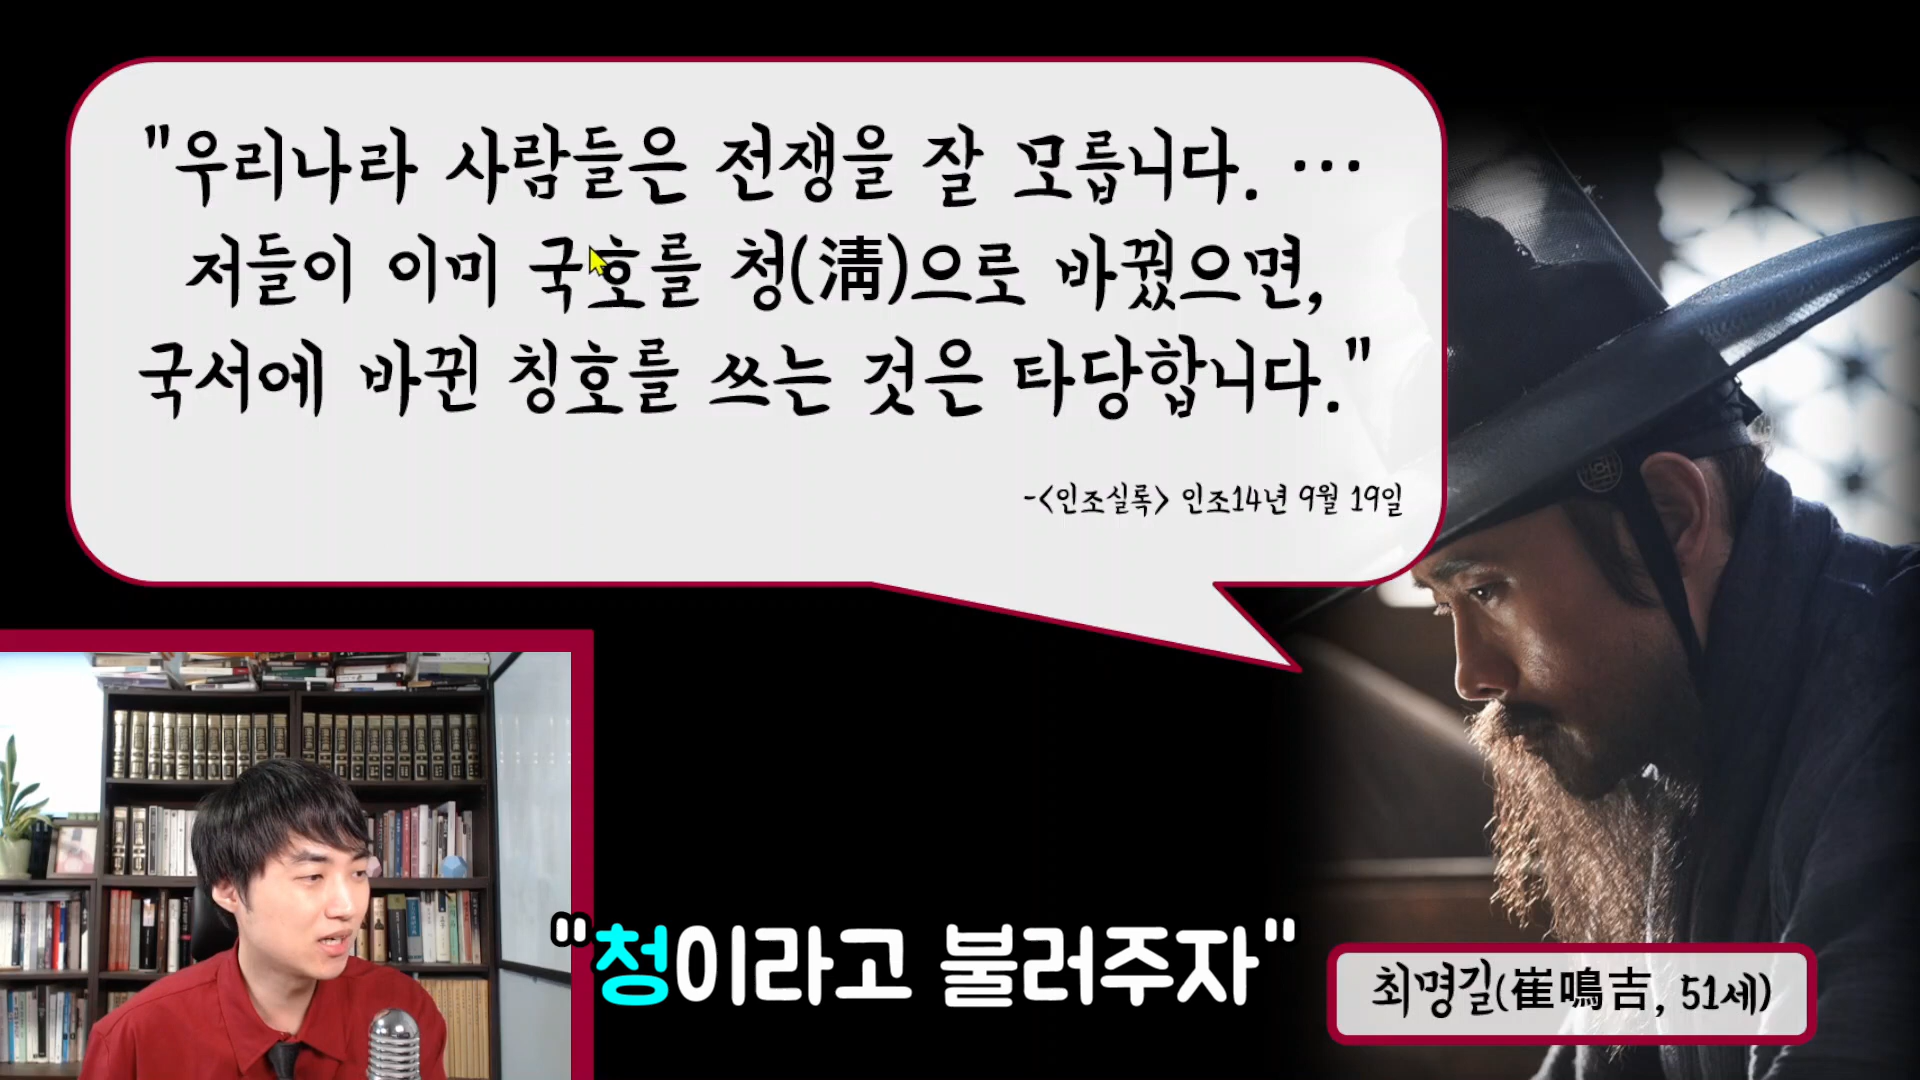 "우리나라 사람들은 전쟁을 잘 모릅니다. …
저들이 이미 국호를 청(淸)으로 바꿨으면,
국서에 바뀐 칭호를 쓰는 것은 타당합니다."
-<인조실록> 인조14년 9월 19일
"청이라고 불러주자"
최명길(崔鳴吉, 51세)